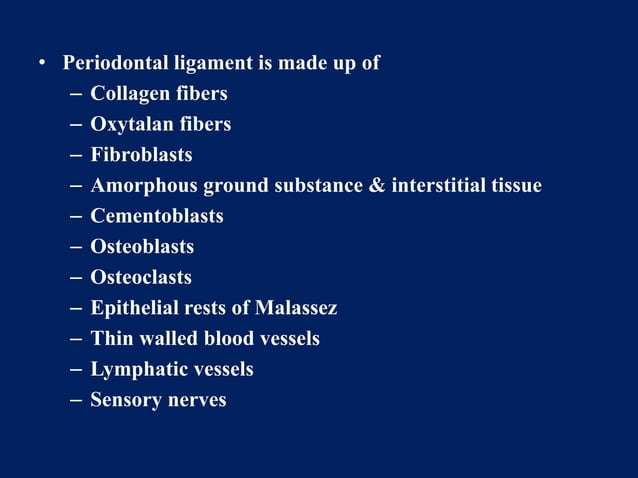 • Periodontal ligament is made up of
– Collagen fibers
– Oxytalan fibers
– Fibroblasts
– Amorphous ground substance & interstitial tissue
– Cementoblasts
– Osteoblasts
– Osteoclasts
– Epithelial rests of Malassez
– Thin walled blood vessels
– Lymphatic vessels
– Sensory nerves